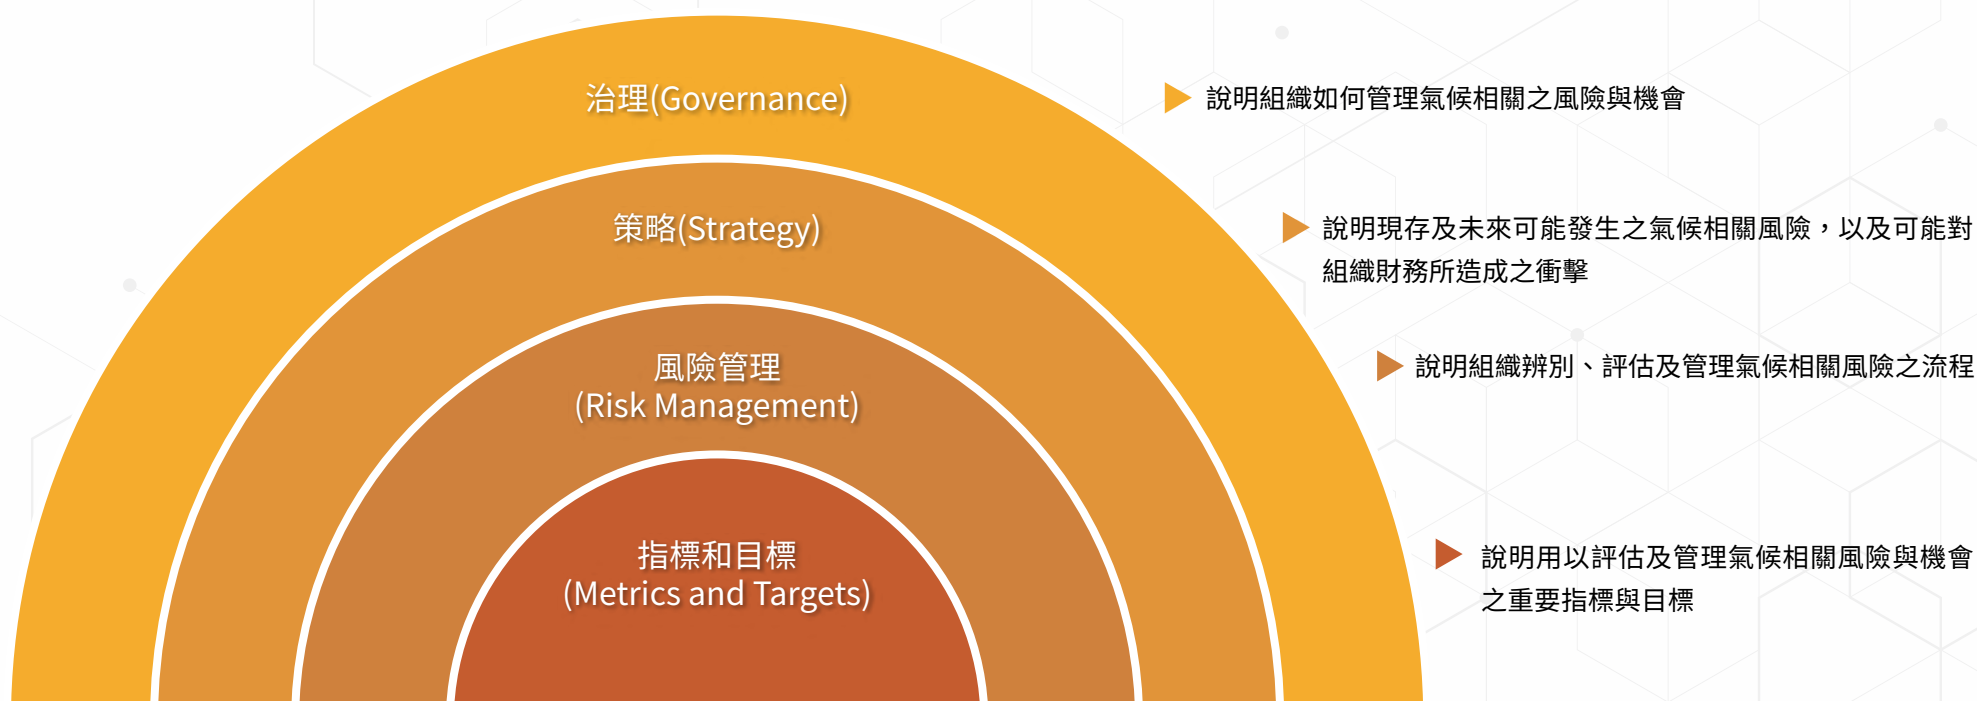 治理(Governance)
說明組織如何管理氣候相關之風險與機會
策略(Strategy)
說明現存及未來可能發生之氣候相關風險，以及可能對
組織財務所造成之衝擊
風險管理
(Risk Management)
說明組織辨別、評估及管理氣候相關風險之流程
指標和目標
(Metrics and Targets)
說明用以評估及管理氣候相關風險與機會
之重要指標與目標